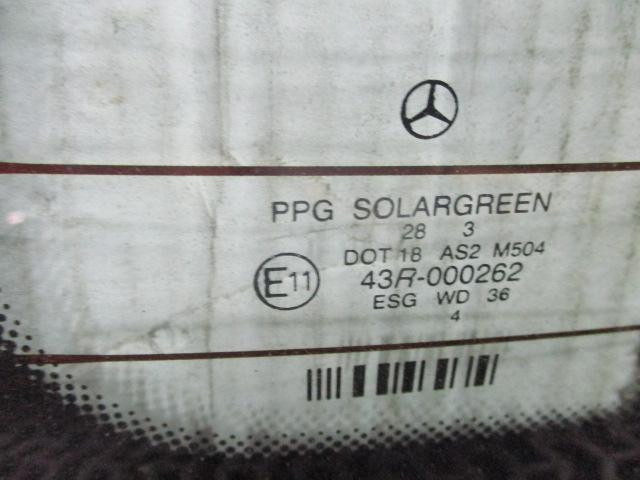 PPG SOLARGREEN
28 3
DOT 18 AS2 M504
E11 43R-000262
ESG WD 36
4